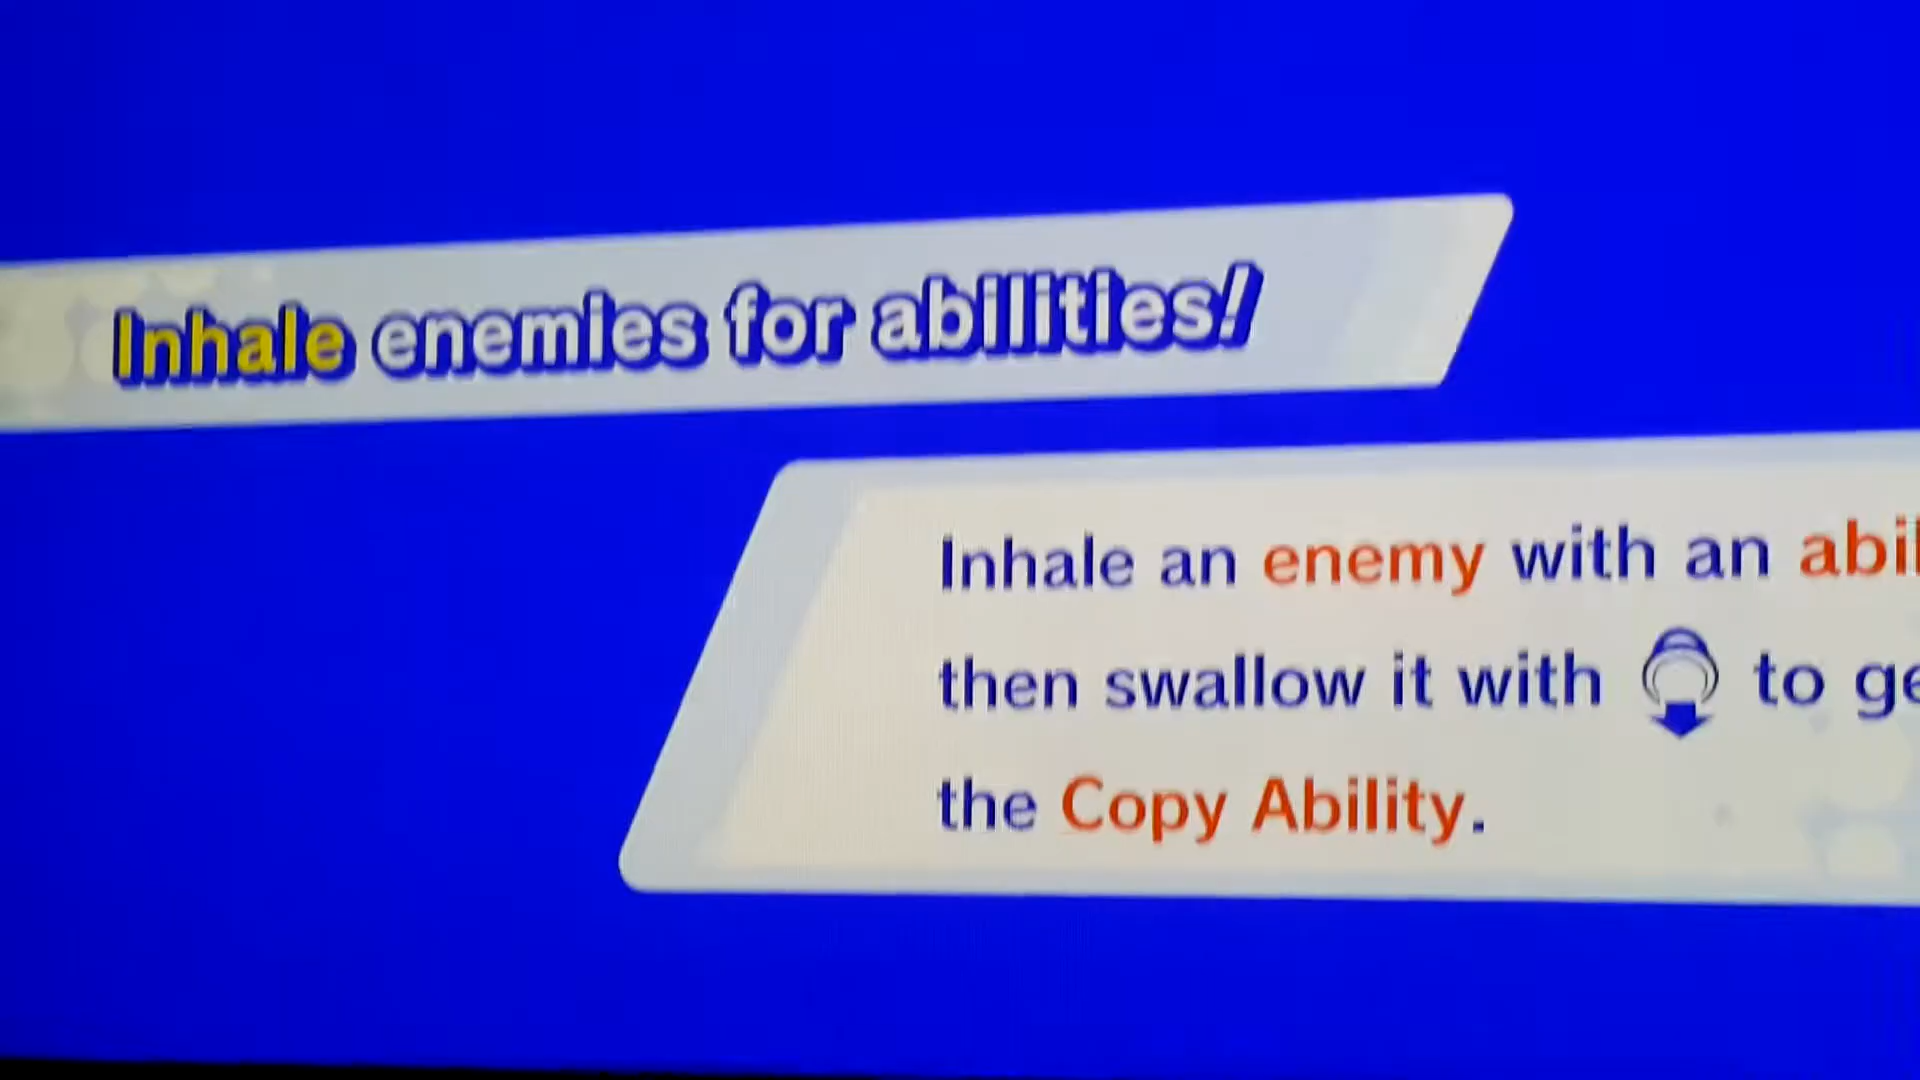 Inhale enemies for abilities!
Inhale an enemy with an
then swallow it with to
the Copy Ability.